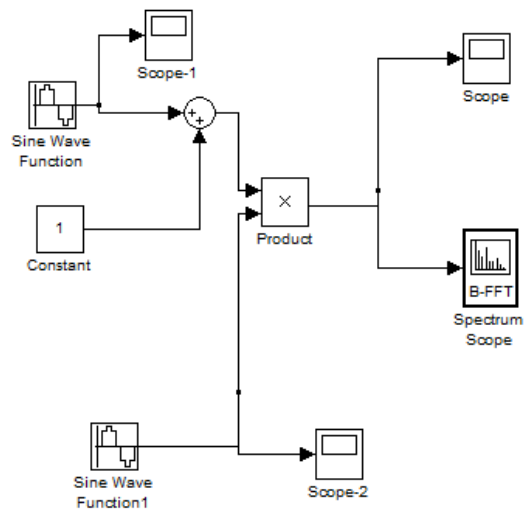 Scope-1
Scope
Sine Wave
Function
+
+
×
Product
1
Constant
B-FFT
Spectrum
Scope
Sine Wave
Function1
Scope-2